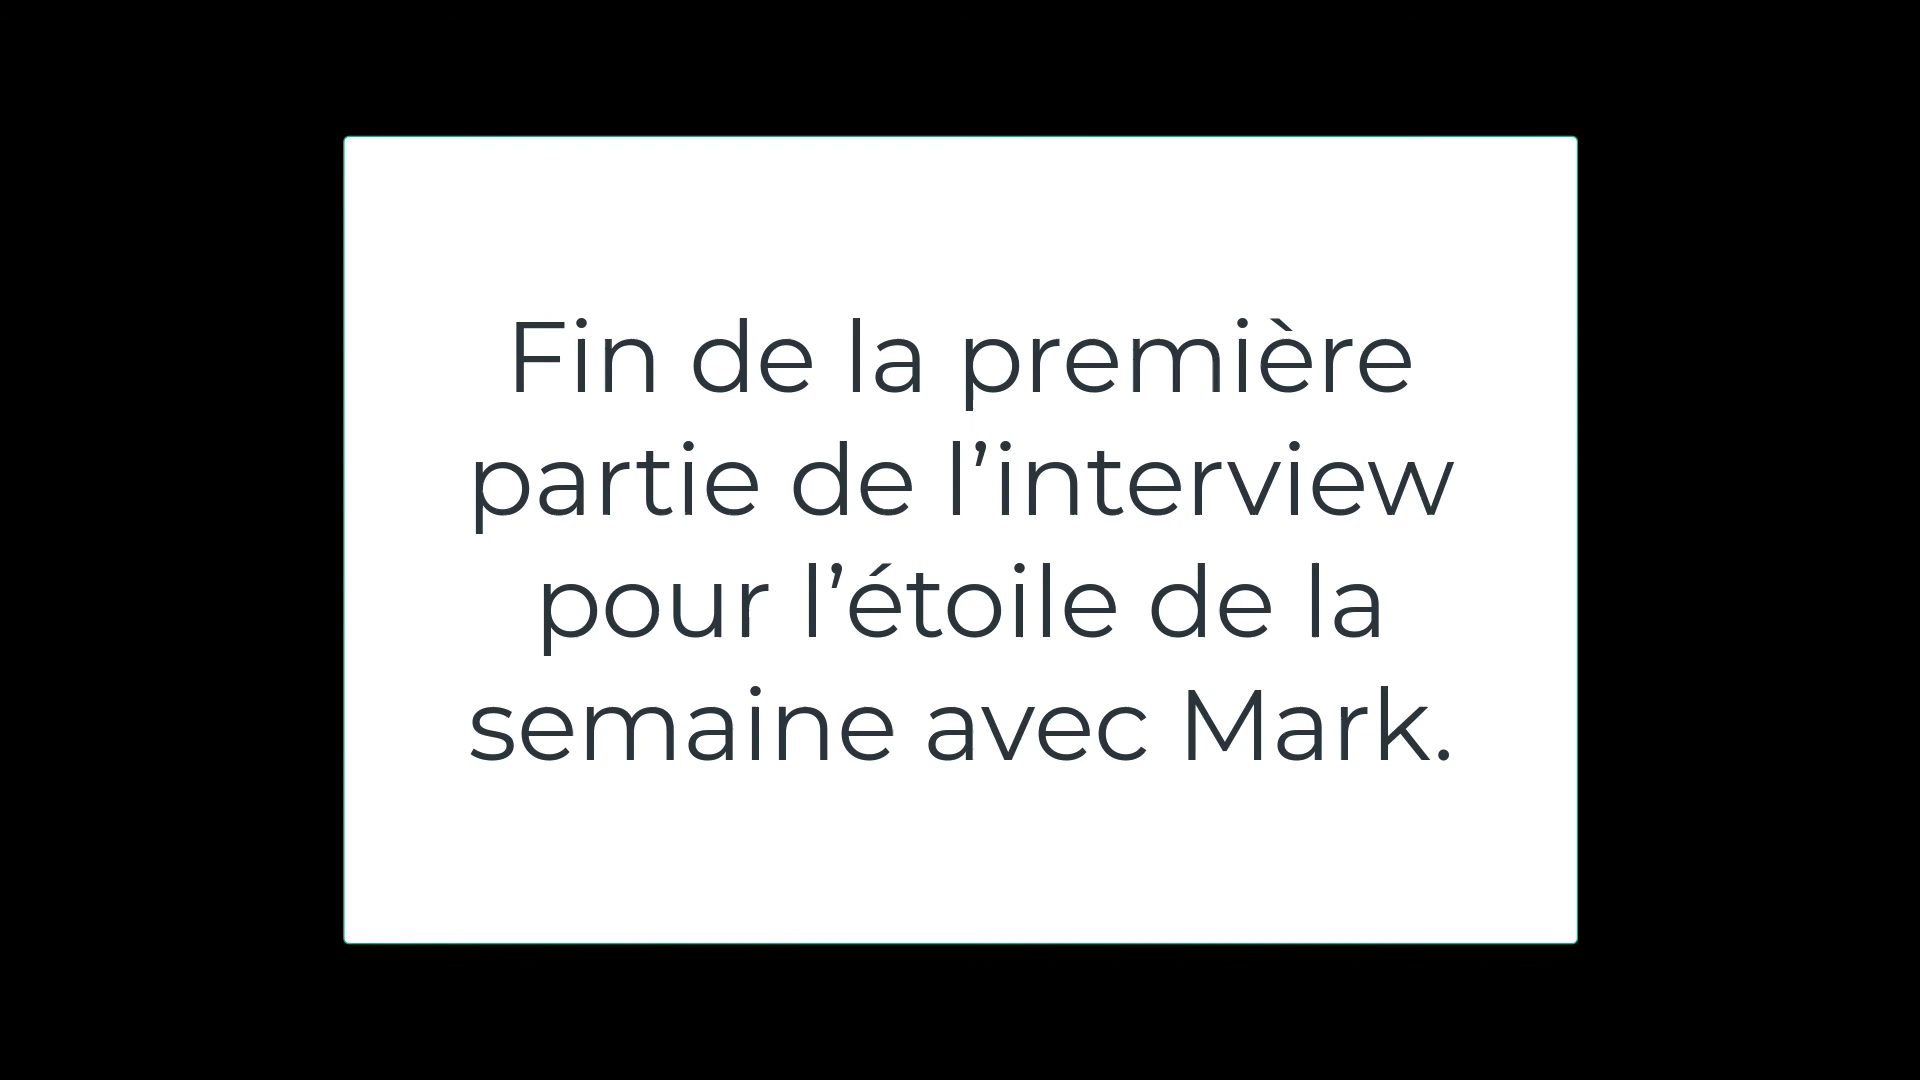 Fin de la première
partie de l’interview
pour l’étoile de la
semaine avec Mark.